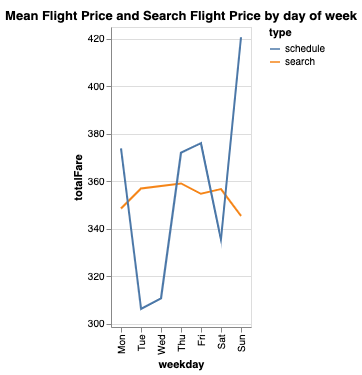 Mean Flight Price and Search Flight Price by day of week
type
schedule
search
420
400
380
360
340
320
300
totalFare
Mon
Tue
Wed
Thu
Fri
Sat
Sun
weekday